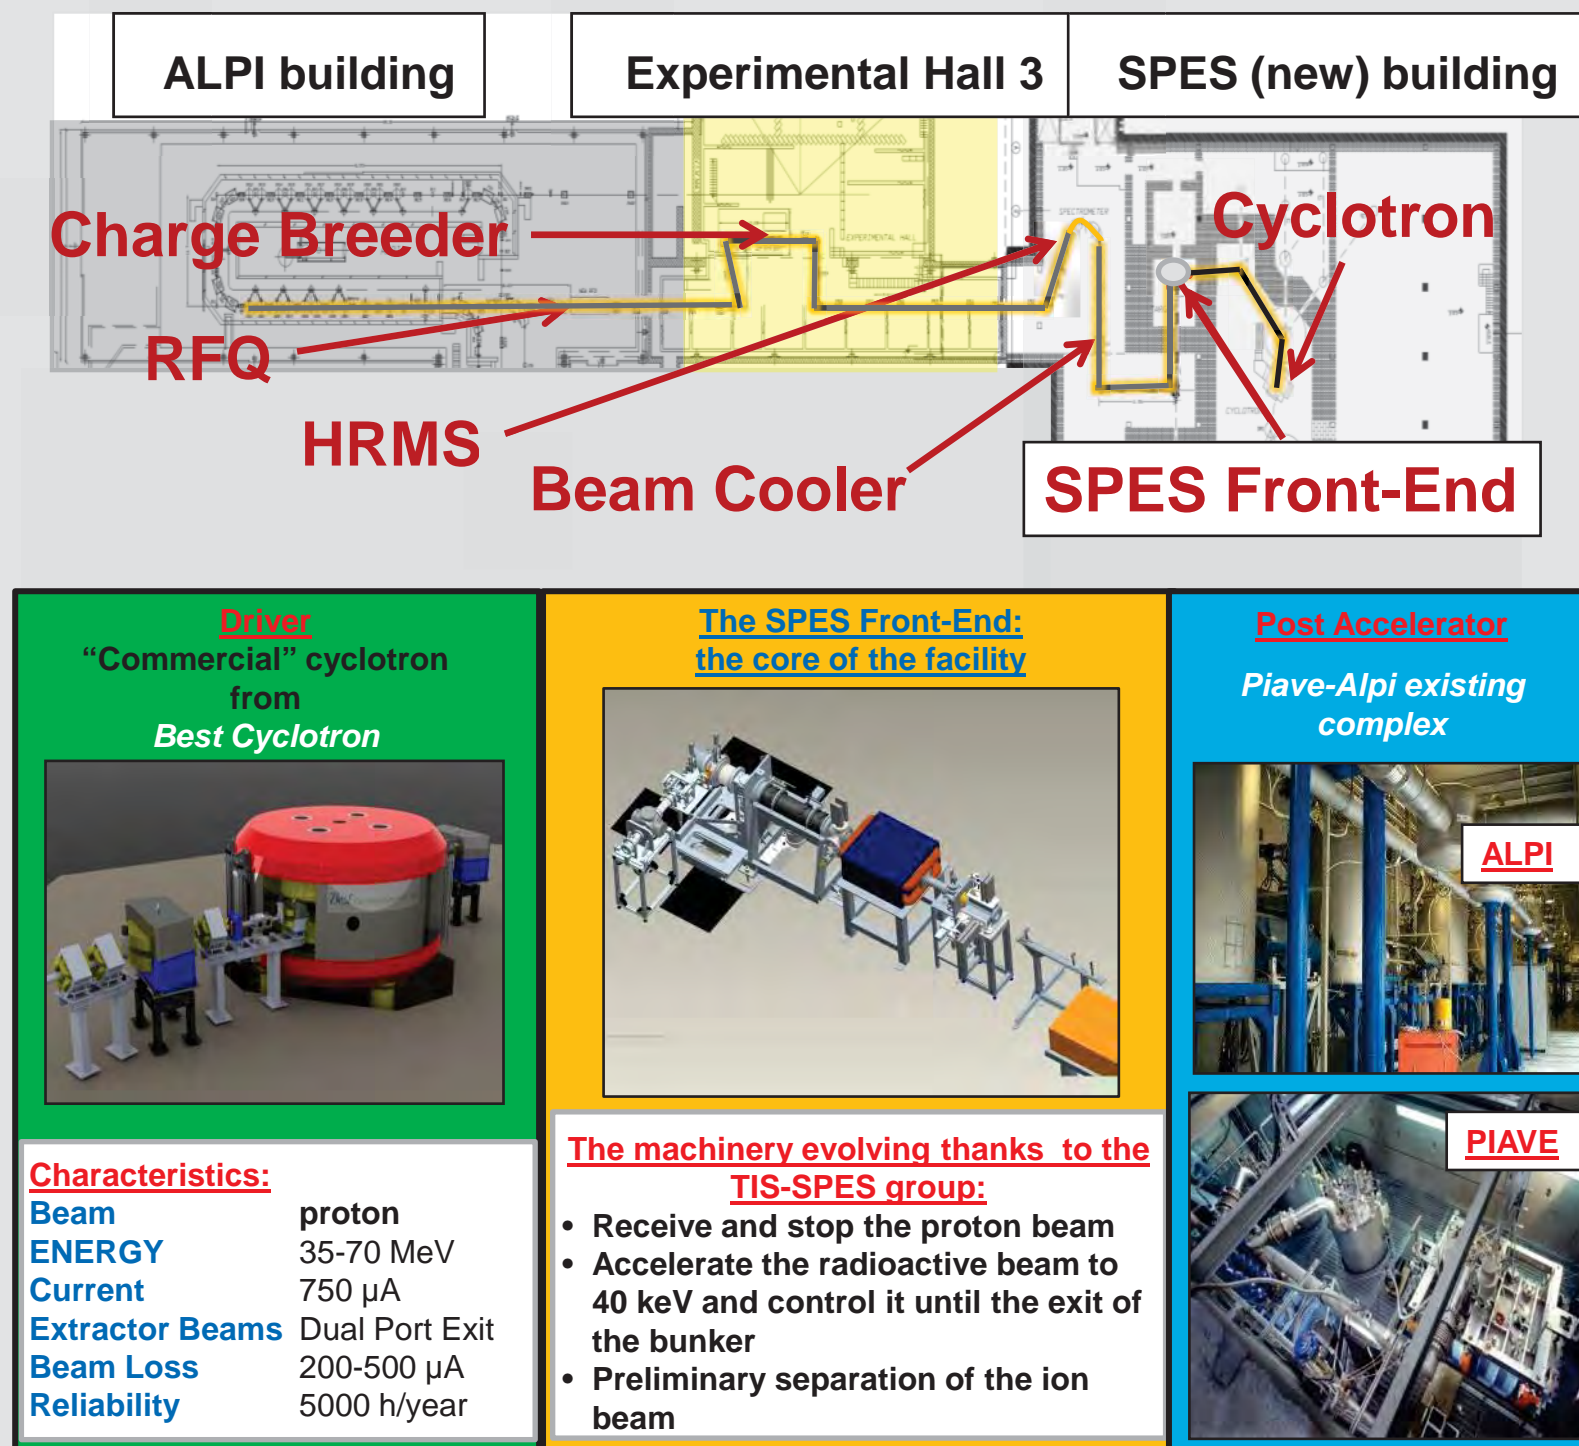 ALPI building
Experimental Hall 3
SPES (new) building
SPECTROMETER
EXPERIMENTAL HALL
Charge Breeder
Cyclotron
RFQ
CYCLOTRON
HRMS
Beam Cooler
SPES Front-End
Driver
“Commercial” cyclotron
from
Best Cyclotron
Best
Characteristics:
Beam proton
ENERGY 35-70 MeV
Current 750 μA
Extractor Beams Dual Port Exit
Beam Loss 200-500 μA
Reliability 5000 h/year
The SPES Front-End:
the core of the facility
The machinery evolving thanks to the
TIS-SPES group:
• Receive and stop the proton beam
• Accelerate the radioactive beam to
40 keV and control it until the exit of
the bunker
• Preliminary separation of the ion
beam
Post Accelerator
Piave-Alpi existing
complex
ALPI
PIAVE